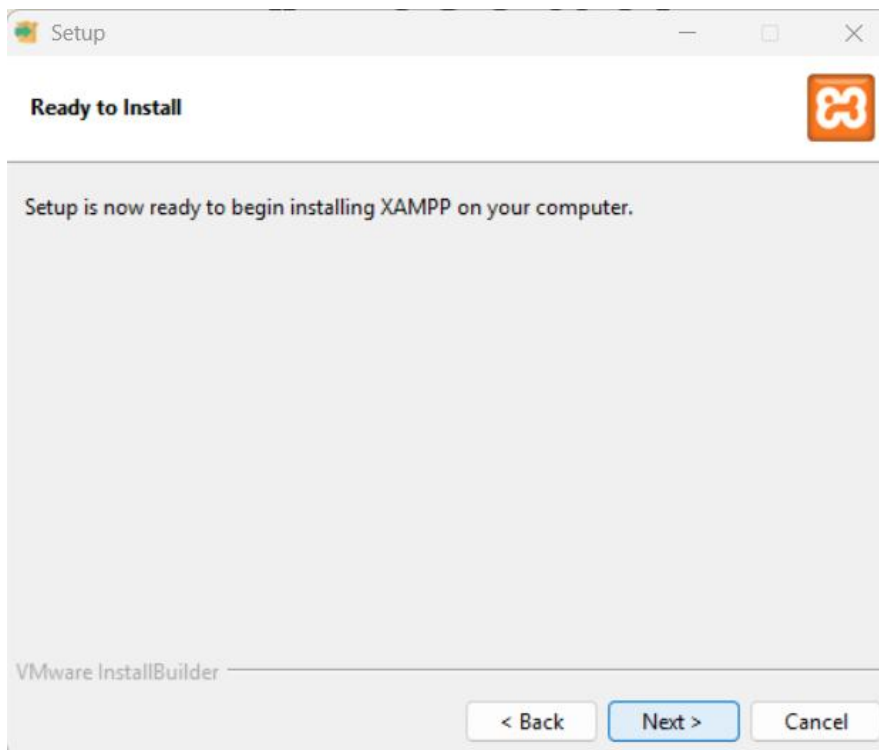 Setup
Ready to Install
Setup is now ready to begin installing XAMPP on your computer.
VMware InstallBuilder
< Back Next > Cancel